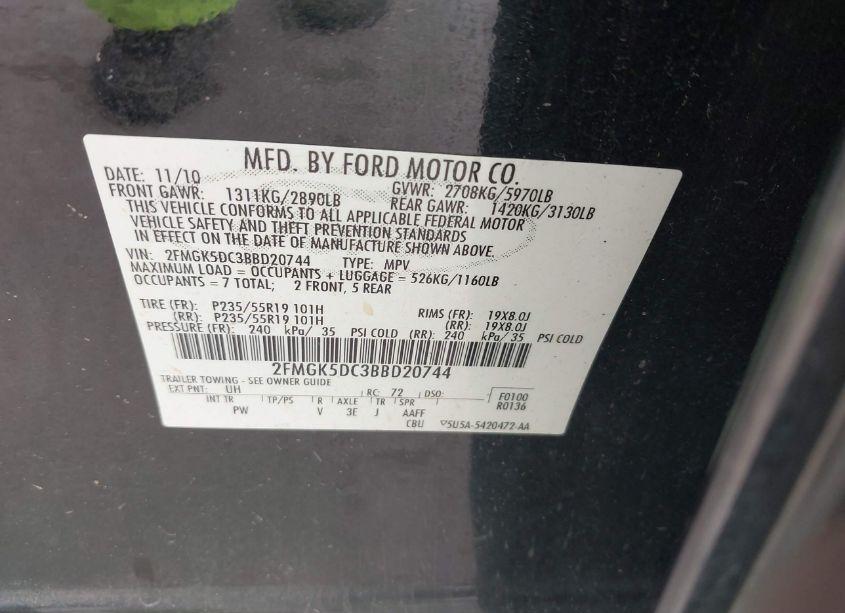 MFD. BY FORD MOTOR CO.
DATE: 11/10 GVWR: 2708KG/5970LB
FRONT GAWR: 1311KG/2890LB REAR GAWR: 1420KG/3130LB
THIS VEHICLE CONFORMS TO ALL APPLICABLE FEDERAL MOTOR
VEHICLE SAFETY AND THEFT PREVENTION STANDARDS
IN EFFECT ON THE DATE OF MANUFACTURE SHOWN ABOVE.
VIN: 2FMGK5DC3BBD20744 TYPE: MPV
MAXIMUM LOAD = OCCUPANTS + LUGGAGE = 526KG/1160LB
OCCUPANTS = 7 TOTAL; 2 FRONT, 5 REAR
TIRE (FR): P235/55R19 101H RIMS (FR): 19X8.0J
(RR): P235/55R19 101H (RR): 19X8.0J
PRESSURE (FR): 240 kPa/ 35 PSI COLD (RR): 240 kPa/ 35 PSI COLD
2FMGK5DC3BBD20744
TRAILER TOWING - SEE OWNER GUIDE
EXT PNT: UH RC: 72 DSO: F0100
INT TR TP/PS R AXLE TR SPR R0136
PW V 3E J AAFF
CBU ▽5U5A-5420472-AA